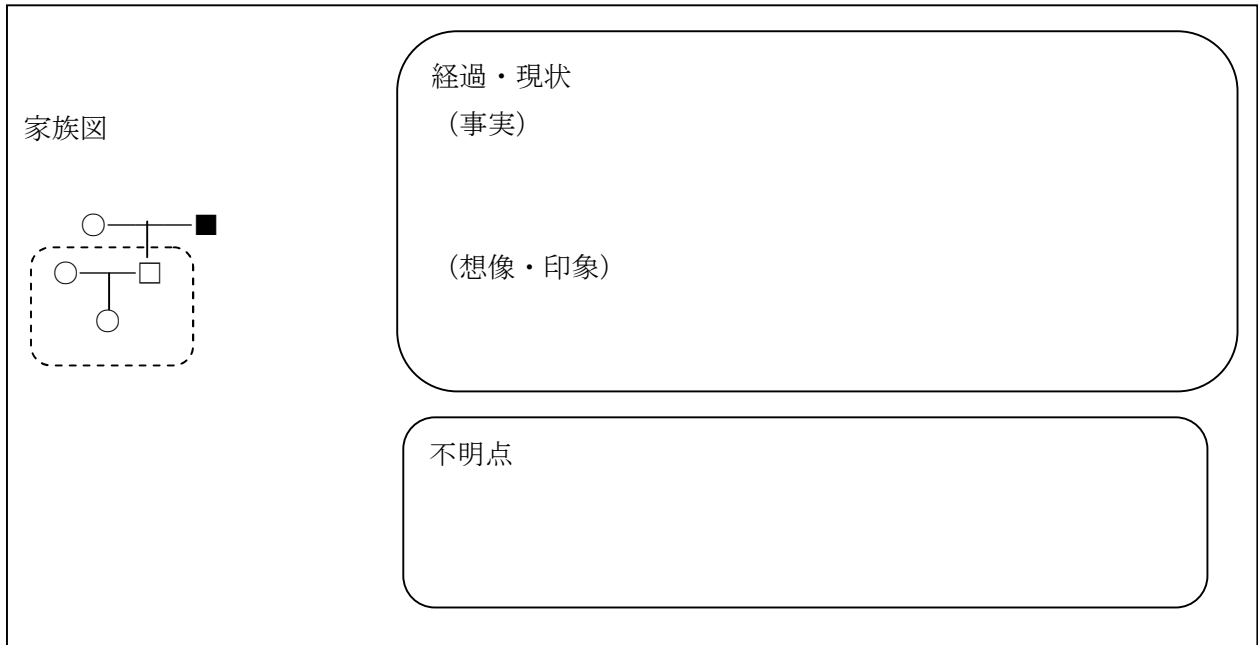 家族図
経過・現状
（事実）
（想像・印象）
不明点